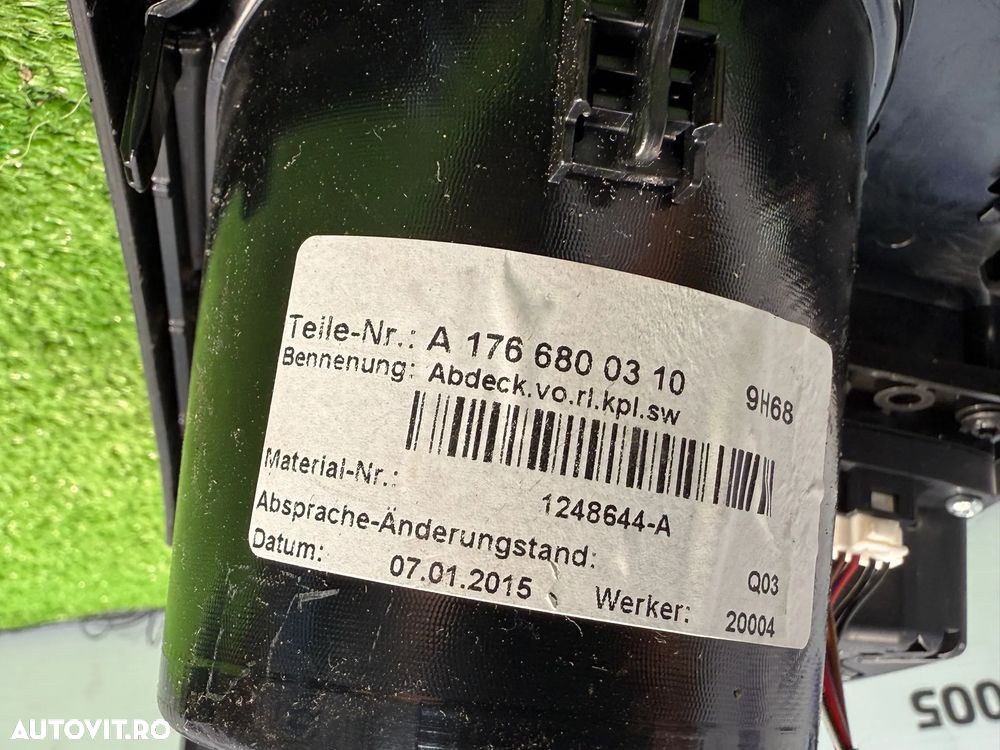 Teile-Nr.: A 176 680 03 10 9H68
Bennenung: Abdeck.vo.rl.kpl.sw
Material-Nr.: 1248644-A
Absprache-Änderungstand: Q03
Datum: 07.01.2015 Werker: 20004
005
AUTOVIT.RO